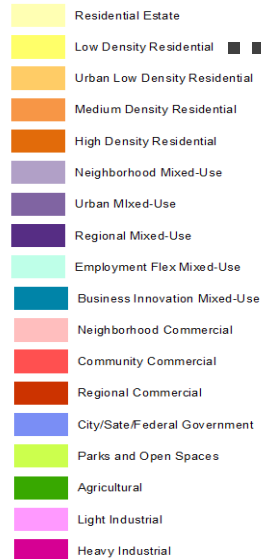 Residential Estate
Low Density Residential
Urban Low Density Residential
Medium Density Residential
High Density Residential
Neighborhood Mixed-Use
Urban MIxed-Use
Regional Mixed-Use
Employment Flex Mixed-Use
Business Innovation Mixed-Use
Neighborhood Commercial
Community Commercial
Regional Commercial
City/Sate/Federal Government
Parks and Open Spaces
Agricultural
Light Industrial
Heavy Industrial